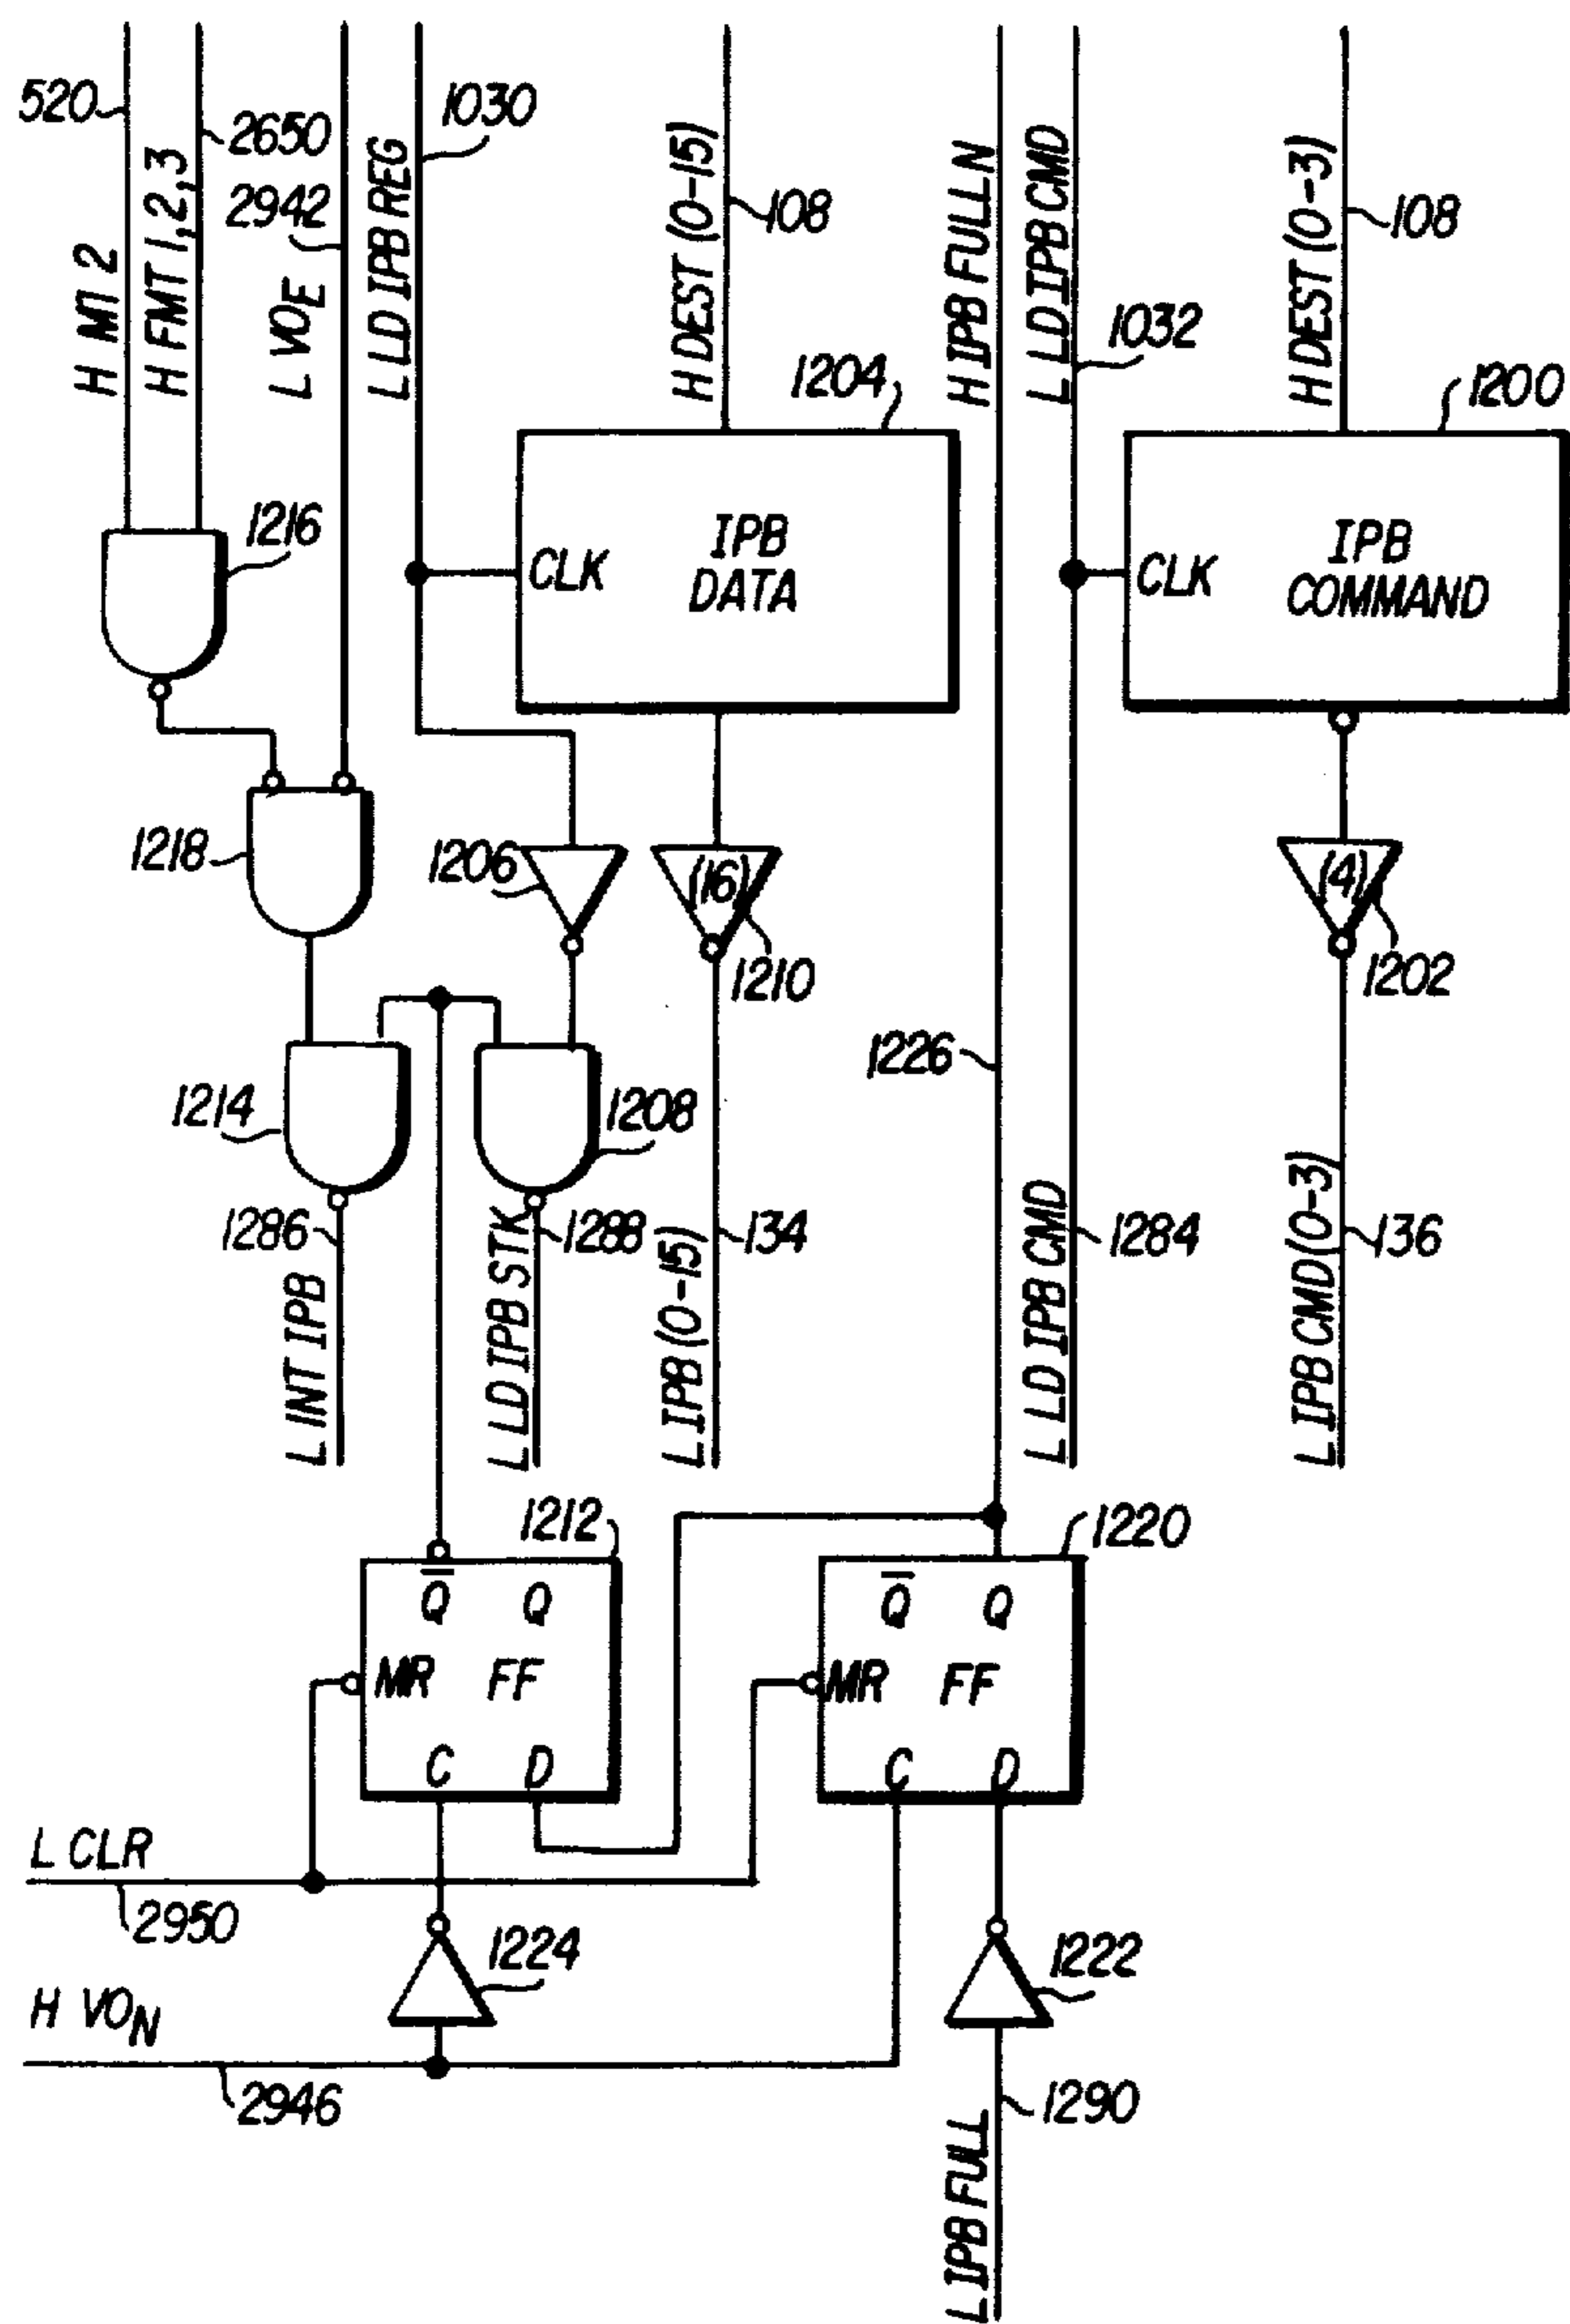 520
H MI 2
2650
H FMT 1,2,3
2942
L VOE
1030
L LD IPB REG
H DEST (0-15)
108
H IPB FULL N
L LD IPB CMD
1032
H DEST (0-3)
108
1204
1200
1216
CLK
IPB
DATA
CLK
IPB
COMMAND
1218
1206
(16)
1210
(4)
1202
1214
1208
1226
1286
1288
134
1284
136
L INT IPB
L LD IPB STK
L IPB (0-15)
L LD IPB CMD
L IPB CMD (0-3)
1212
1220
Q Q
MR FF
C D
Q Q
MR FF
C D
L CLR
2950
1224
1222
H VON
2946
1290
L IPB FULL